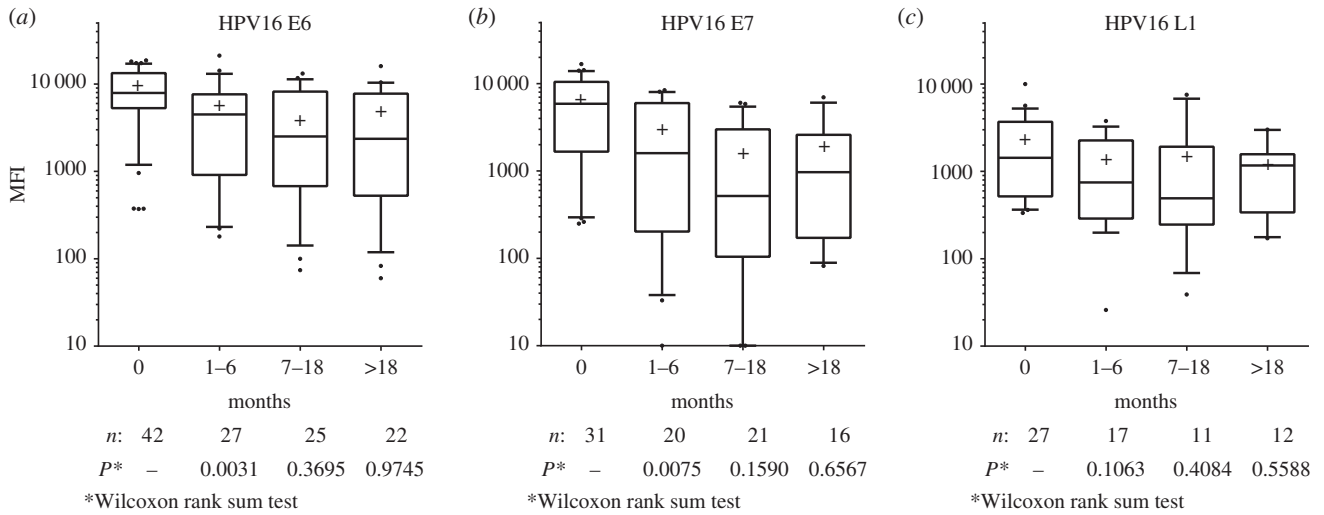 (a) HPV16 E6
MFI
10 000
1000
100
10
0 1–6 7–18 >18
months
n: 42 27 25 22
P* – 0.0031 0.3695 0.9745
*Wilcoxon rank sum test
(b) HPV16 E7
10 000
1000
100
10
0 1–6 7–18 >18
months
n: 31 20 21 16
P* – 0.0075 0.1590 0.6567
*Wilcoxon rank sum test
(c) HPV16 L1
10 000
1000
100
10
0 1–6 7–18 >18
months
n: 27 17 11 12
P* – 0.1063 0.4084 0.5588
*Wilcoxon rank sum test